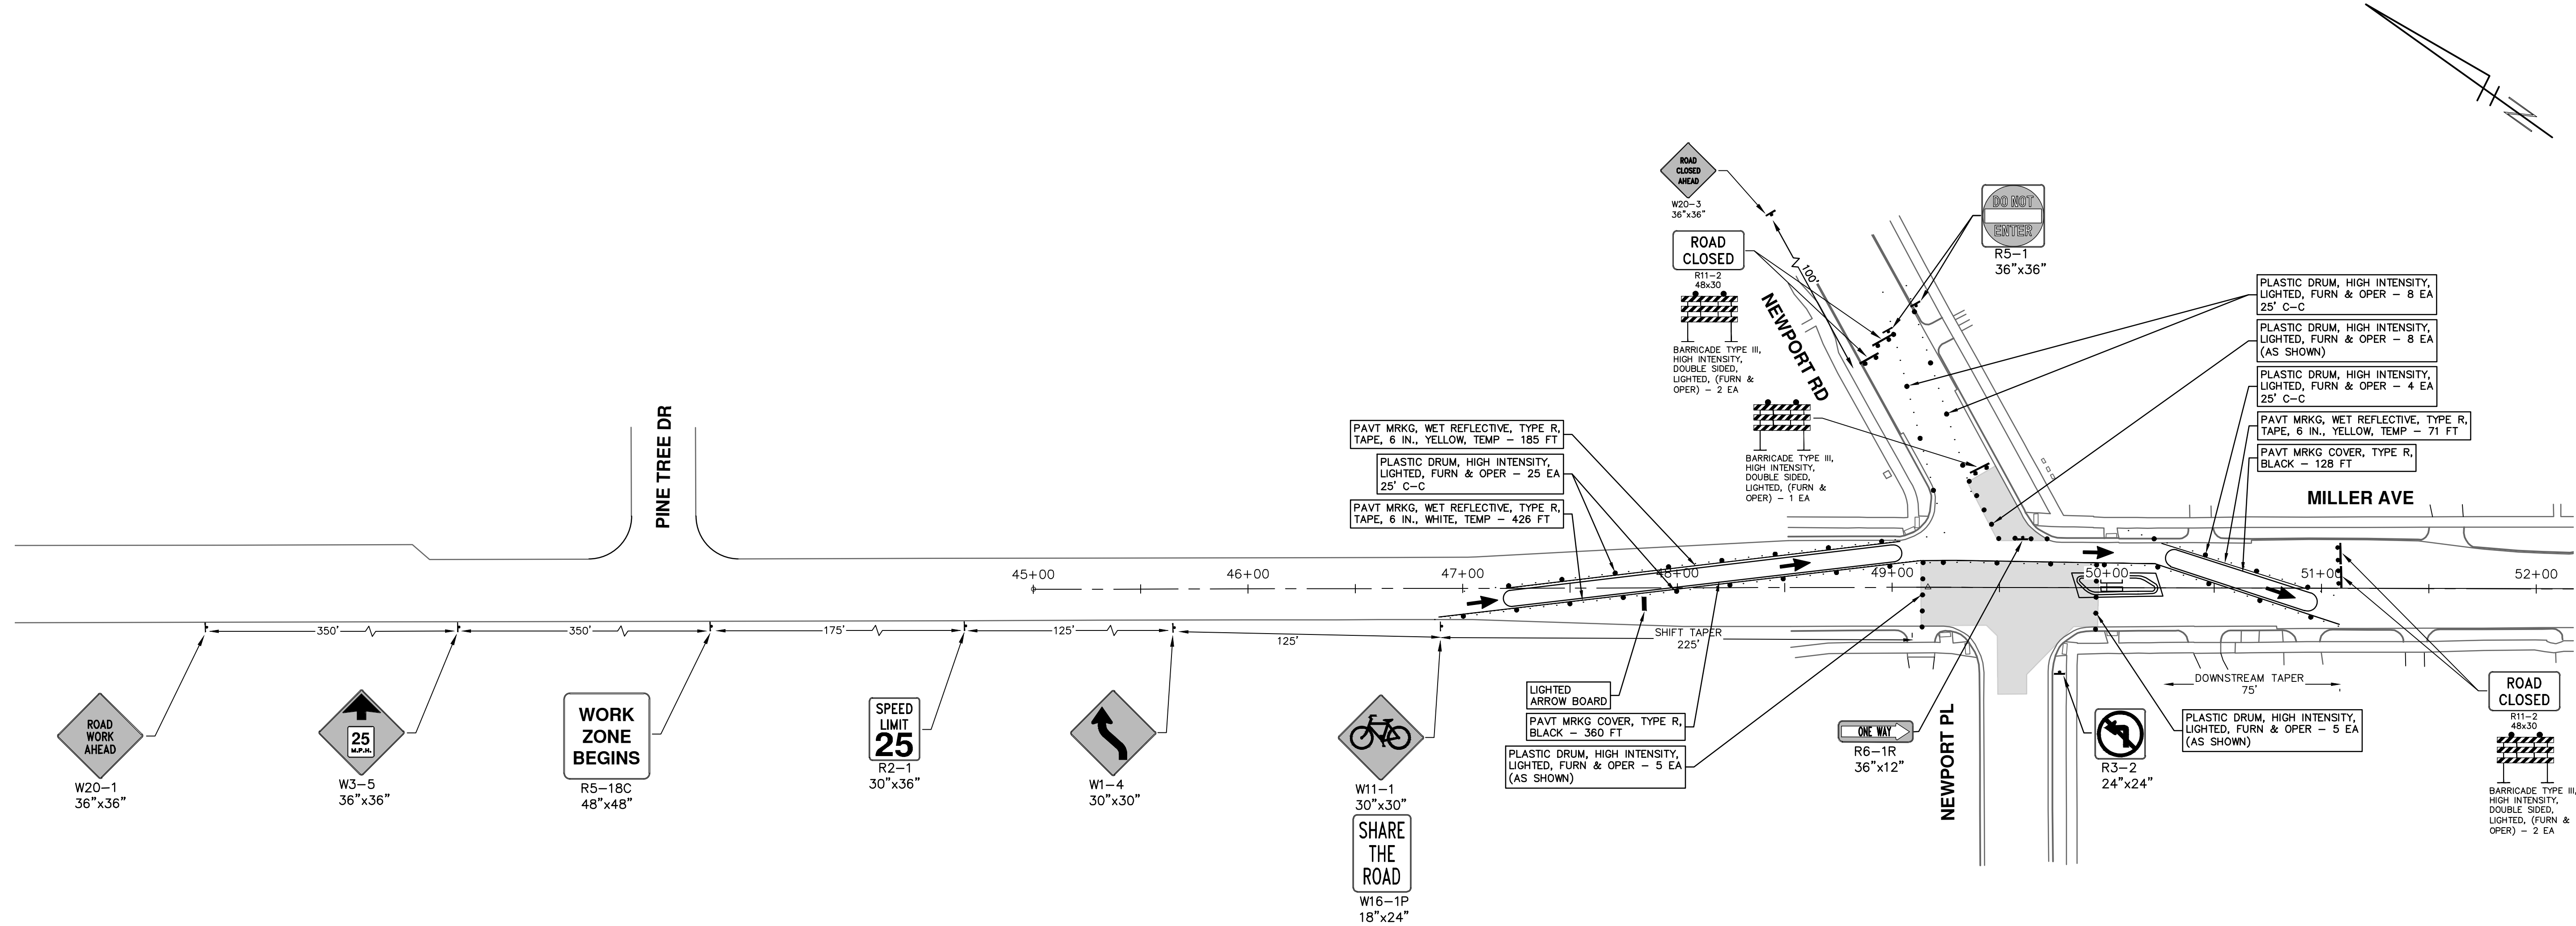 N
ROAD
CLOSED
AHEAD
W20-3
36"x36"
ROAD
CLOSED
R11-2
48x30
BARRICADE TYPE III,
HIGH INTENSITY,
DOUBLE SIDED,
LIGHTED, (FURN &
OPER) - 2 EA
100'
NEWPORT RD
DO NOT
ENTER
R5-1
36"x36"
BARRICADE TYPE III,
HIGH INTENSITY,
DOUBLE SIDED,
LIGHTED, (FURN &
OPER) - 1 EA
PLASTIC DRUM, HIGH INTENSITY,
LIGHTED, FURN & OPER - 8 EA
25' C-C
PLASTIC DRUM, HIGH INTENSITY,
LIGHTED, FURN & OPER - 8 EA
(AS SHOWN)
PLASTIC DRUM, HIGH INTENSITY,
LIGHTED, FURN & OPER - 4 EA
25' C-C
PAVT MRKG, WET REFLECTIVE, TYPE R,
TAPE, 6 IN., YELLOW, TEMP - 71 FT
PAVT MRKG COVER, TYPE R,
BLACK - 128 FT
MILLER AVE
PINE TREE DR
PAVT MRKG, WET REFLECTIVE, TYPE R,
TAPE, 6 IN., YELLOW, TEMP - 185 FT
PLASTIC DRUM, HIGH INTENSITY,
LIGHTED, FURN & OPER - 25 EA
25' C-C
PAVT MRKG, WET REFLECTIVE, TYPE R,
TAPE, 6 IN., WHITE, TEMP - 426 FT
45+00
46+00
47+00
48+00
49+00
50+00
51+00
52+00
350'
350'
175'
125'
125'
SHIFT TAPER
225'
DOWNSTREAM TAPER
75'
ROAD
WORK
AHEAD
W20-1
36"x36"
25
M.P.H.
W3-5
36"x36"
WORK
ZONE
BEGINS
R5-18C
48"x48"
SPEED
LIMIT
25
R2-1
30"x36"
W1-4
30"x30"
W11-1
30"x30"
SHARE
THE
ROAD
W16-1P
18"x24"
LIGHTED
ARROW BOARD
PAVT MRKG COVER, TYPE R,
BLACK - 360 FT
PLASTIC DRUM, HIGH INTENSITY,
LIGHTED, FURN & OPER - 5 EA
(AS SHOWN)
ONE WAY
R6-1R
36"x12"
NEWPORT PL
R3-2
24"x24"
PLASTIC DRUM, HIGH INTENSITY,
LIGHTED, FURN & OPER - 5 EA
(AS SHOWN)
ROAD
CLOSED
R11-2
48x30
BARRICADE TYPE III,
HIGH INTENSITY,
DOUBLE SIDED,
LIGHTED, (FURN &
OPER) - 2 EA